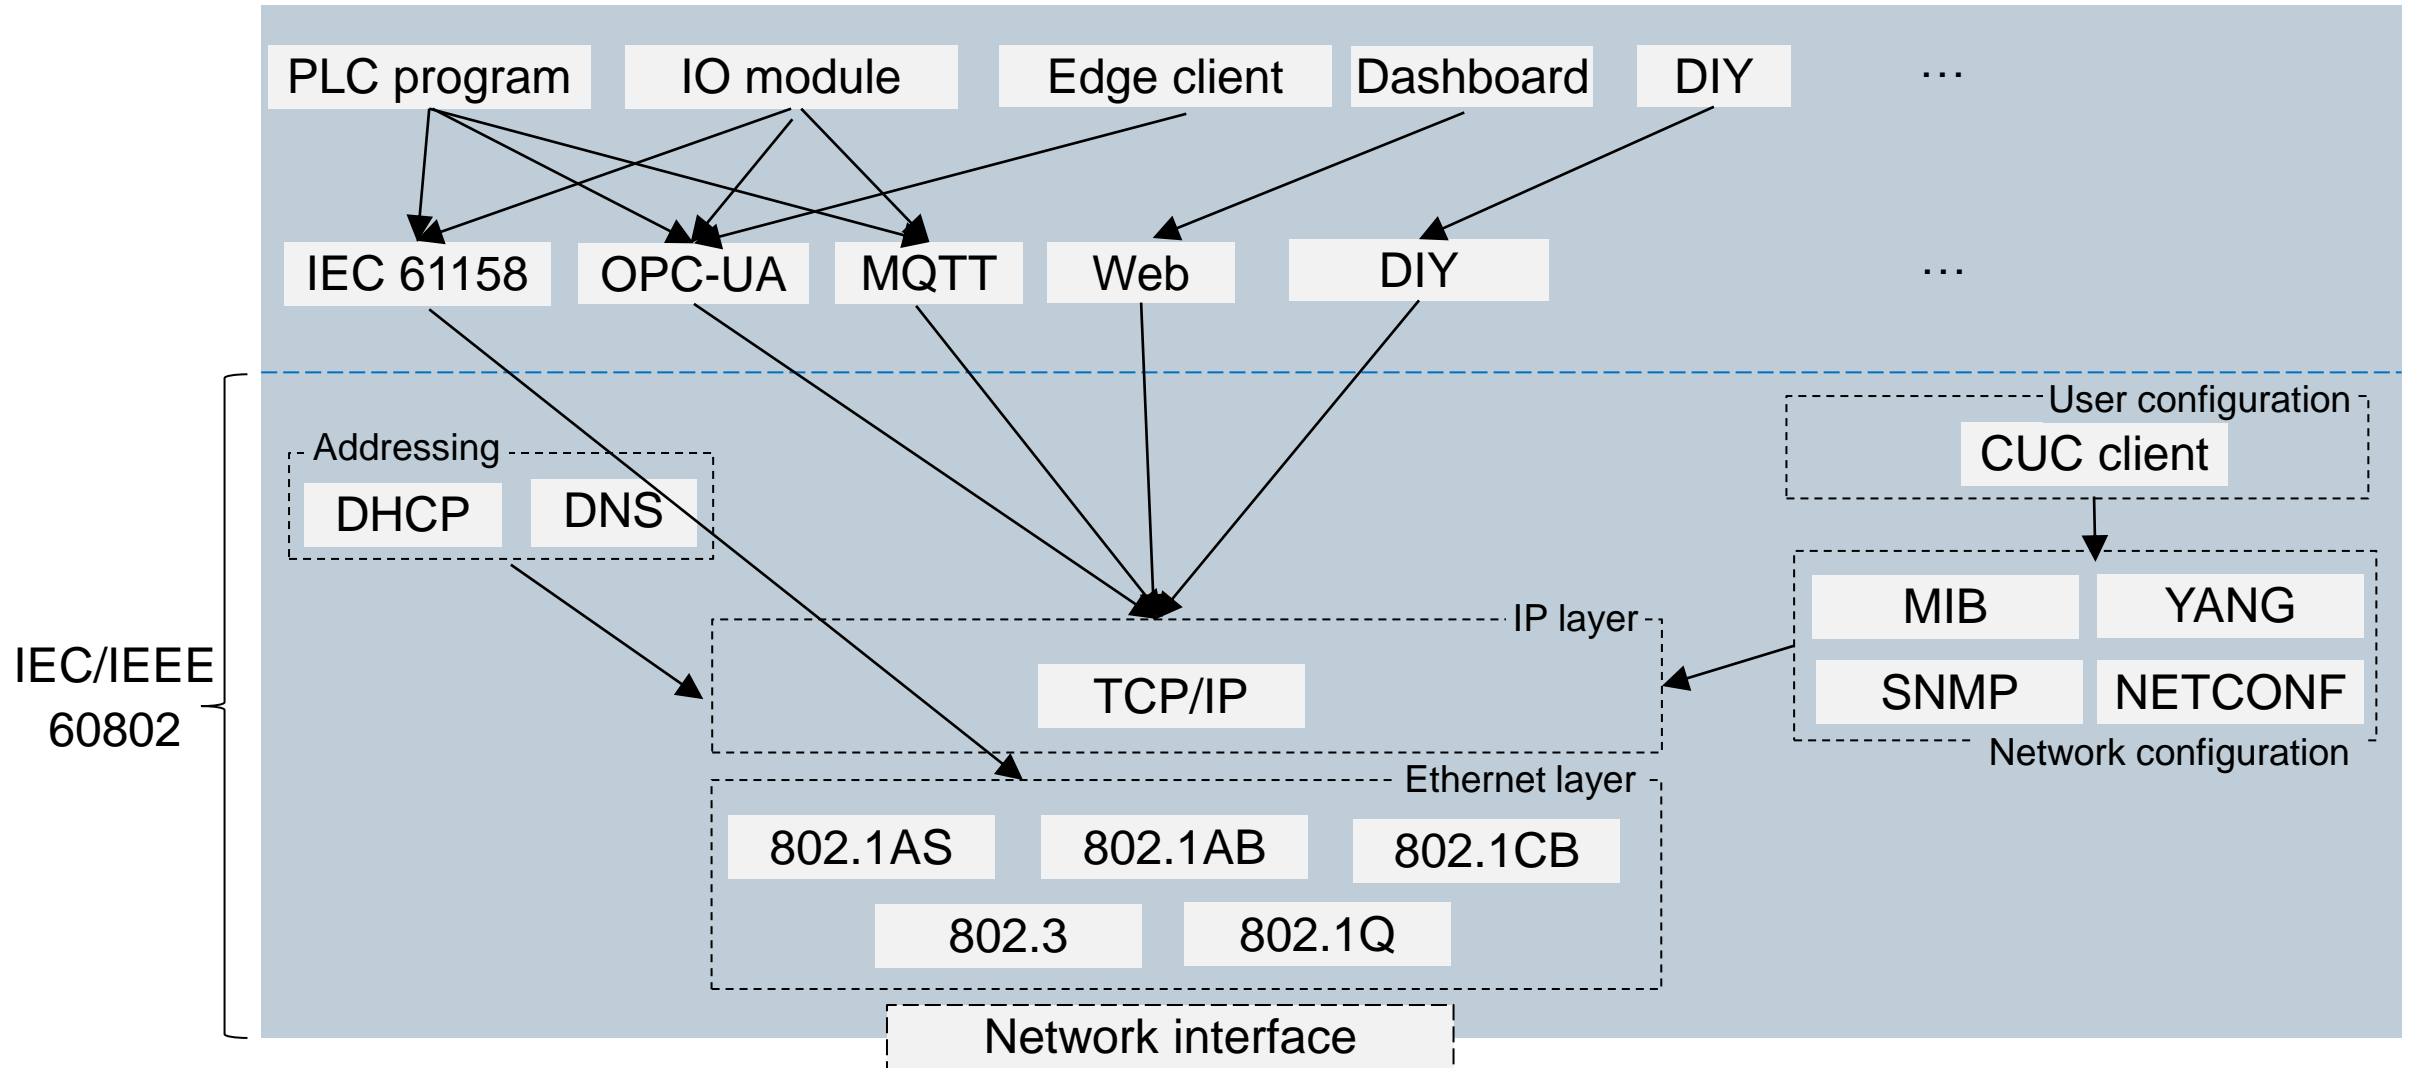 PLC program
IO module
Edge client
Dashboard
DIY
...
IEC 61158
OPC-UA
MQTT
Web
DIY
...
User configuration
CUC client
Addressing
DHCP
DNS
MIB
YANG
IP layer
IEC/IEEE
60802
TCP/IP
SNMP
NETCONF
Network configuration
Ethernet layer
802.1AS
802.1AB
802.1CB
802.3
802.1Q
Network interface